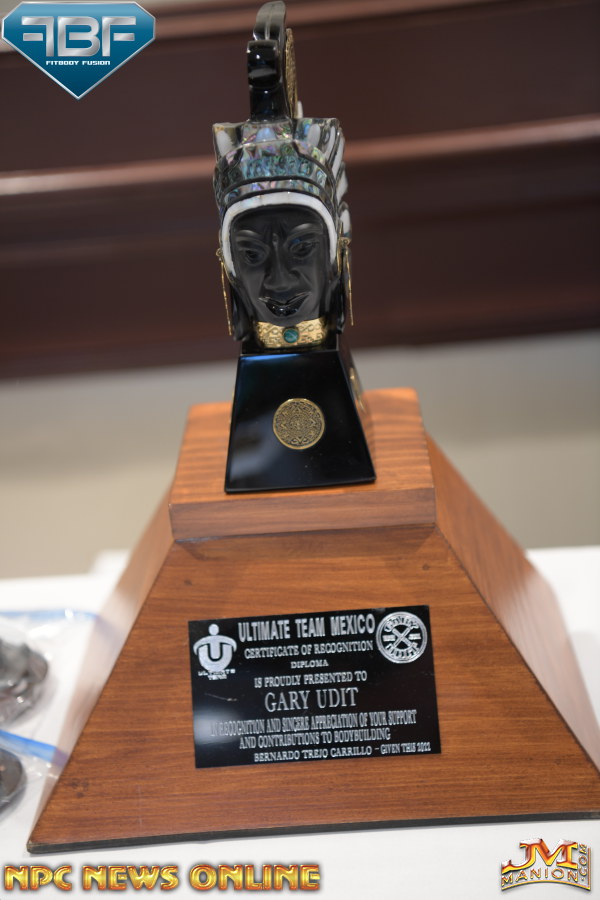 FBF
FITBODY FUSION
ULTIMATE TEAM MEXICO
CERTIFICATE OF RECOGNITION
DIPLOMA
IS PROUDLY PRESENTED TO
GARY UDIT
IN RECOGNITION AND SINCERE APPRECIATION OF YOUR SUPPORT
AND CONTRIBUTIONS TO BODYBUILDING
BERNARDO TREJO CARRILLO - GIVEN THIS 2022
ULTIMATE
TEAM
NPC NEWS ONLINE
JM
MANION.COM